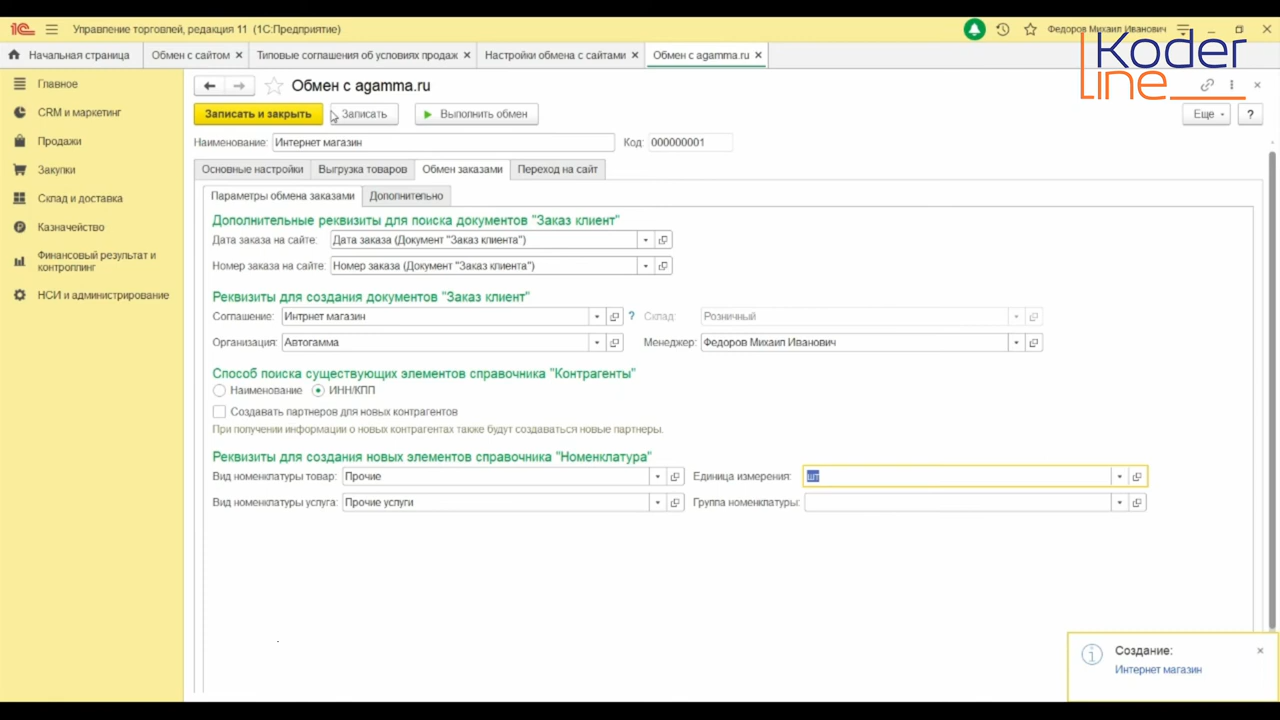 1С Управление торговлей, редакция 11 (1С:Предприятие) Федоров Михаил Иванович
Koder line
Начальная страница Обмен с сайтом × Типовые соглашения об условиях продаж × Настройки обмена с сайтами × Обмен с agamma.ru ×
Главное
CRM и маркетинг
Продажи
Закупки
Склад и доставка
Казначейство
Финансовый результат и
контроллинг
НСИ и администрирование
Обмен с agamma.ru
Записать и закрыть Записать Выполнить обмен Еще ?
Наименование: Интернет магазин Код: 000000001
Основные настройки Выгрузка товаров Обмен заказами Переход на сайт
Параметры обмена заказами Дополнительно
Дополнительные реквизиты для поиска документов "Заказ клиент"
Дата заказа на сайте: Дата заказа (Документ "Заказ клиента")
Номер заказа на сайте: Номер заказа (Документ "Заказ клиента")
Реквизиты для создания документов "Заказ клиент"
Соглашение: Интрнет магазин ? Склад: Розничный
Организация: Автогамма Менеджер: Федоров Михаил Иванович
Способ поиска существующих элементов справочника "Контрагенты"
Наименование ИНН/КПП
Создавать партнеров для новых контрагентов
При получении информации о новых контрагентах также будут создаваться новые партнеры.
Реквизиты для создания новых элементов справочника "Номенклатура"
Вид номенклатуры товар: Прочие Единица измерения: шт
Вид номенклатуры услуга: Прочие услуги Группа номенклатуры:
Создание:
Интернет магазин